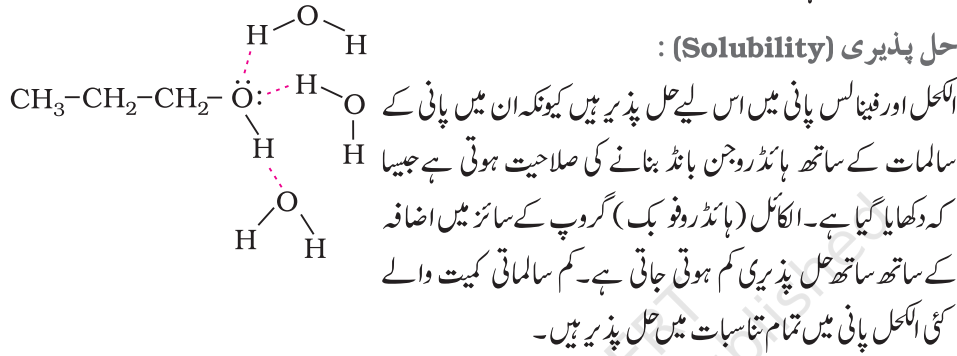 حل پذیری (Solubility) :
الکحل اور فینالس پانی میں اس لیے حل پذیر ہیں کیونکہ ان میں پانی کے
سالمات کے ساتھ ہائڈروجن بانڈ بنانے کی صلاحیت ہوتی ہے جیسا
کہ دکھایا گیا ہے۔ الکائل (ہائڈروفوبک) گروپ کے سائز میں اضافہ
کے ساتھ ساتھ حل پذیری کم ہوتی جاتی ہے۔ کم سالماتی کمیت والے
کئی الکحل پانی میں تمام تناسبات میں حل پذیر ہیں۔
H O H
CH₃–CH₂–CH₂–Ö: H O
H
H
O
H H